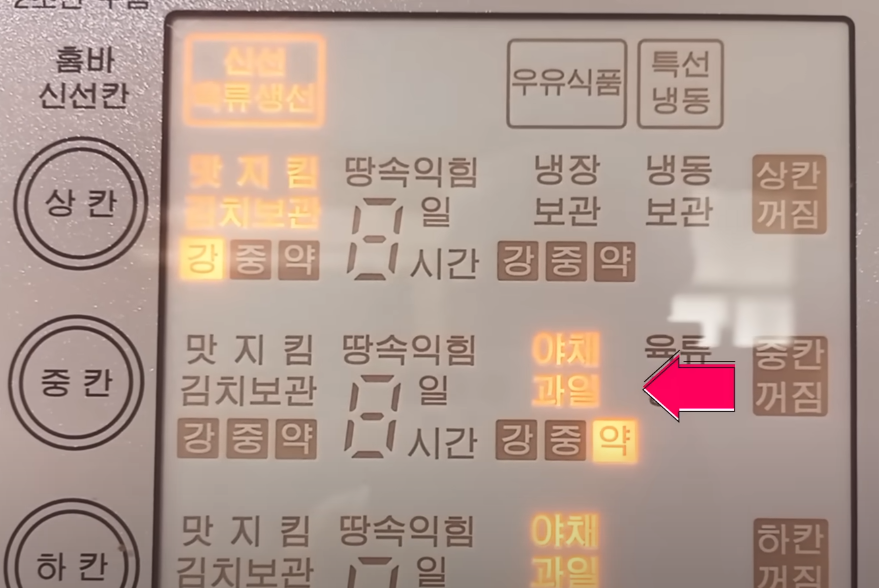 홈바
신선칸
신선
육류생선
우유식품
특선
냉동
상 칸
맛 지 킴
김치보관
강 중 약
땅속익힘
일
시간
냉장
보관
강 중 약
냉동
보관
상칸
꺼짐
중 칸
맛 지 킴
김치보관
강 중 약
땅속익힘
일
시간
야채
과일
강 중 약
육류
중칸
꺼짐
하 칸
맛 지 킴
김치보관
땅속익힘
일
야채
과일
하칸
꺼짐